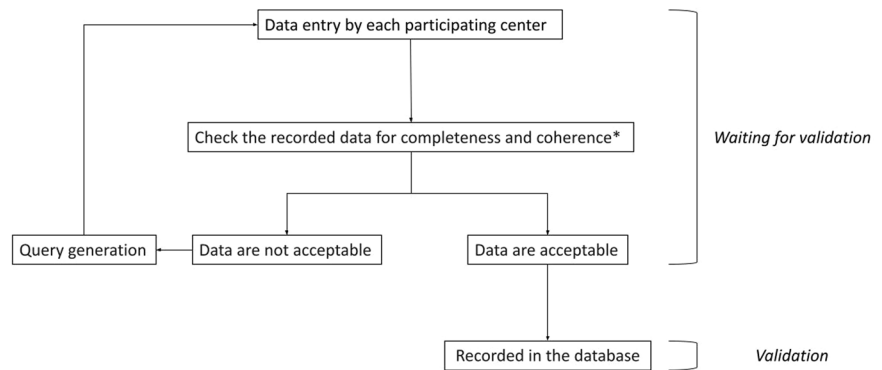 Data entry by each participating center
Check the recorded data for completeness and coherence*
Waiting for validation
Query generation
Data are not acceptable
Data are acceptable
Recorded in the database
Validation